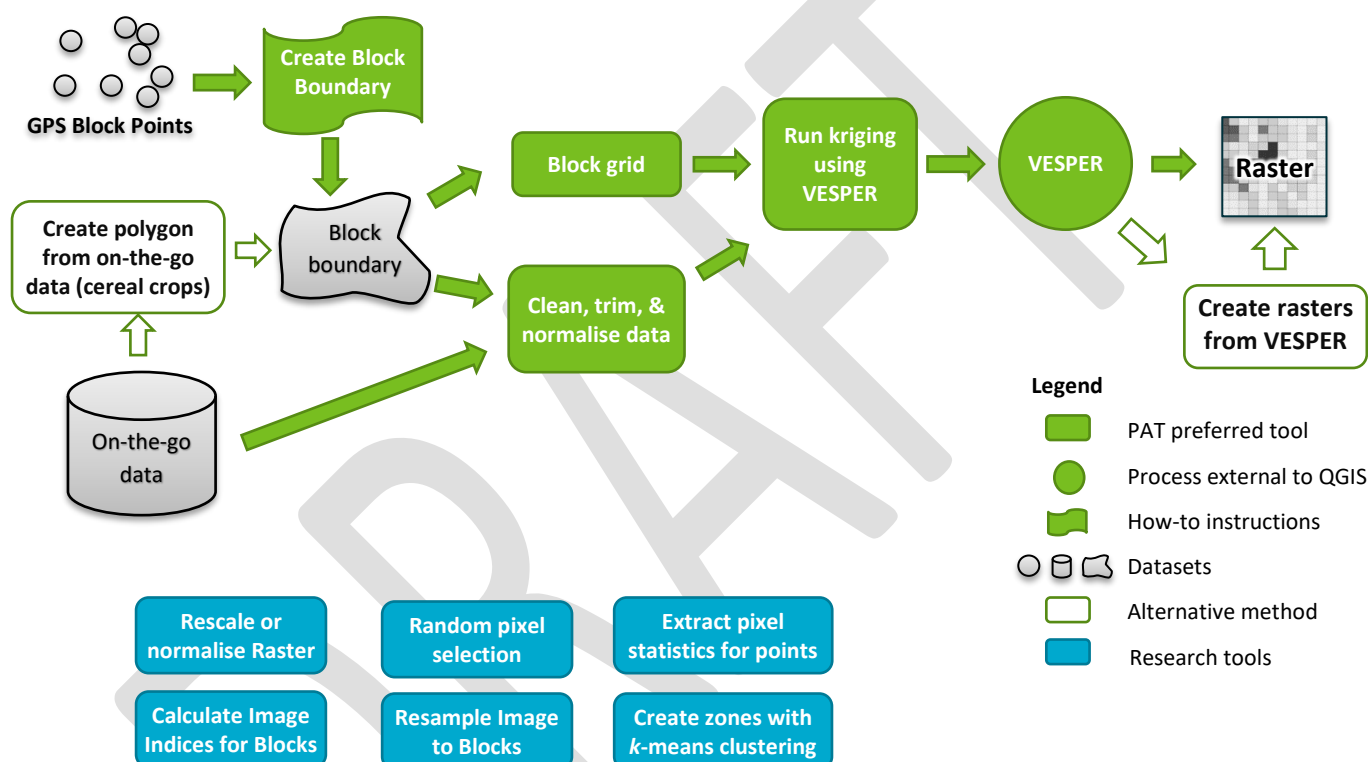 GPS Block Points
Create Block
Boundary
Block grid
Run kriging
using
VESPER
VESPER
Raster
Create polygon
from on-the-go
data (cereal crops)
Block
boundary
Clean, trim, &
normalise data
Create rasters
from VESPER
On-the-go
data
Legend
PAT preferred tool
Process external to QGIS
How-to instructions
Datasets
Alternative method
Research tools
Rescale or
normalise Raster
Random pixel
selection
Extract pixel
statistics for points
Calculate Image
Indices for Blocks
Resample Image
to Blocks
Create zones with
k-means clustering
DRAFT